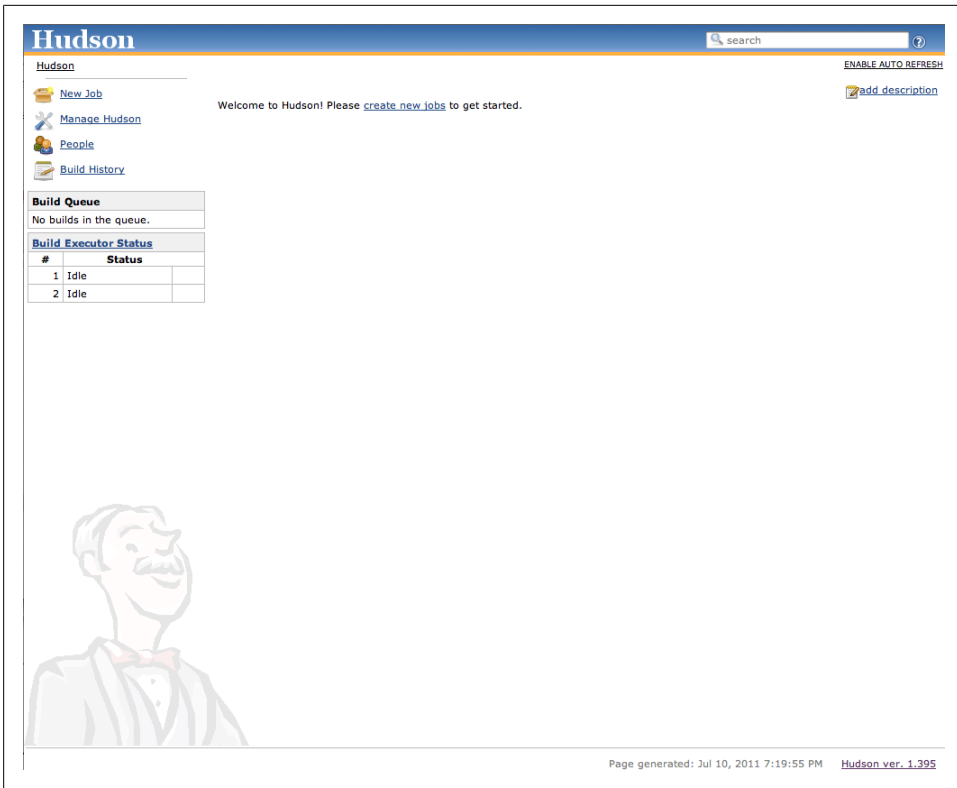 Hudson
search
Hudson
ENABLE AUTO REFRESH
New Job
add description
Welcome to Hudson! Please create new jobs to get started.
Manage Hudson
People
Build History
Build Queue
No builds in the queue.
Build Executor Status
# Status
1 Idle
2 Idle
Page generated: Jul 10, 2011 7:19:55 PM Hudson ver. 1.395